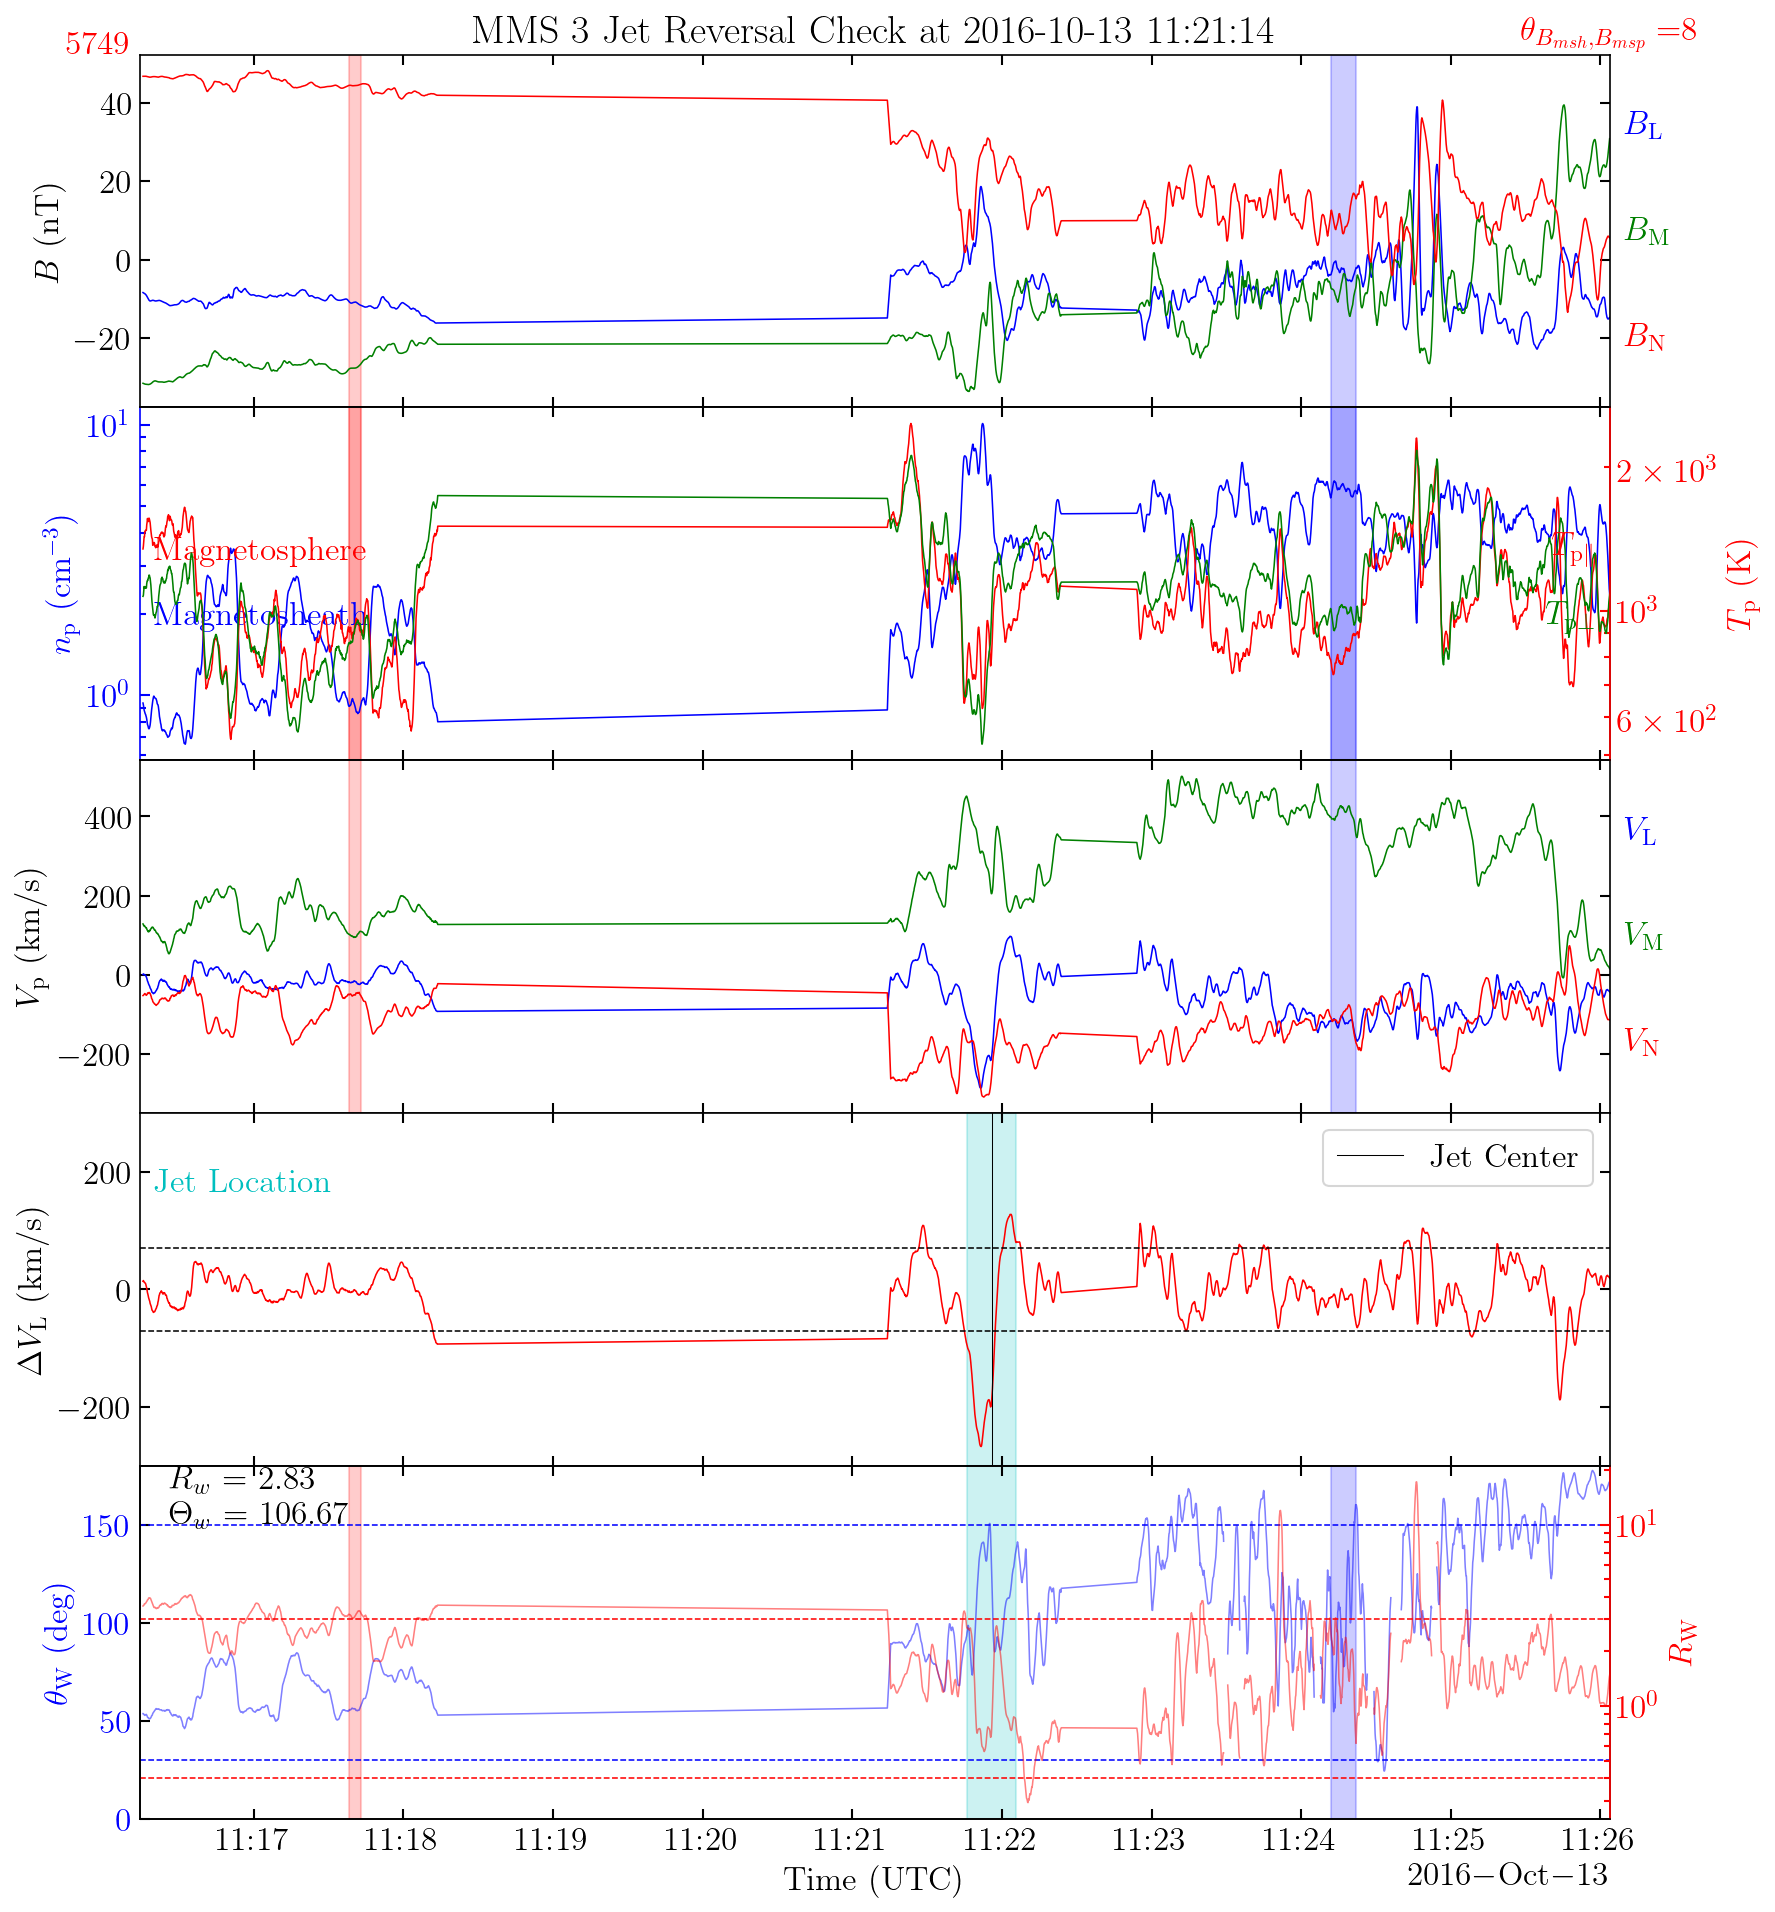 MMS 3 Jet Reversal Check at 2016-10-13 11:21:14
5749
θ_{B_{msh},B_{msp}} =8
B (nT)
40
20
0
−20
B_L
B_M
B_N
n_p (cm^{−3})
10^1
10^0
Magnetosphere
Magnetosheath
T_{p∥}
T_{p⊥}
2 × 10^3
10^3
6 × 10^2
T_p (K)
V_p (km/s)
400
200
0
−200
V_L
V_M
V_N
ΔV_L (km/s)
200
0
−200
Jet Location
Jet Center
R_w = 2.83
Θ_w = 106.67
θ_W (deg)
150
100
50
0
10^1
10^0
R_W
11:17 11:18 11:19 11:20 11:21 11:22 11:23 11:24 11:25 11:26
Time (UTC)
2016−Oct−13